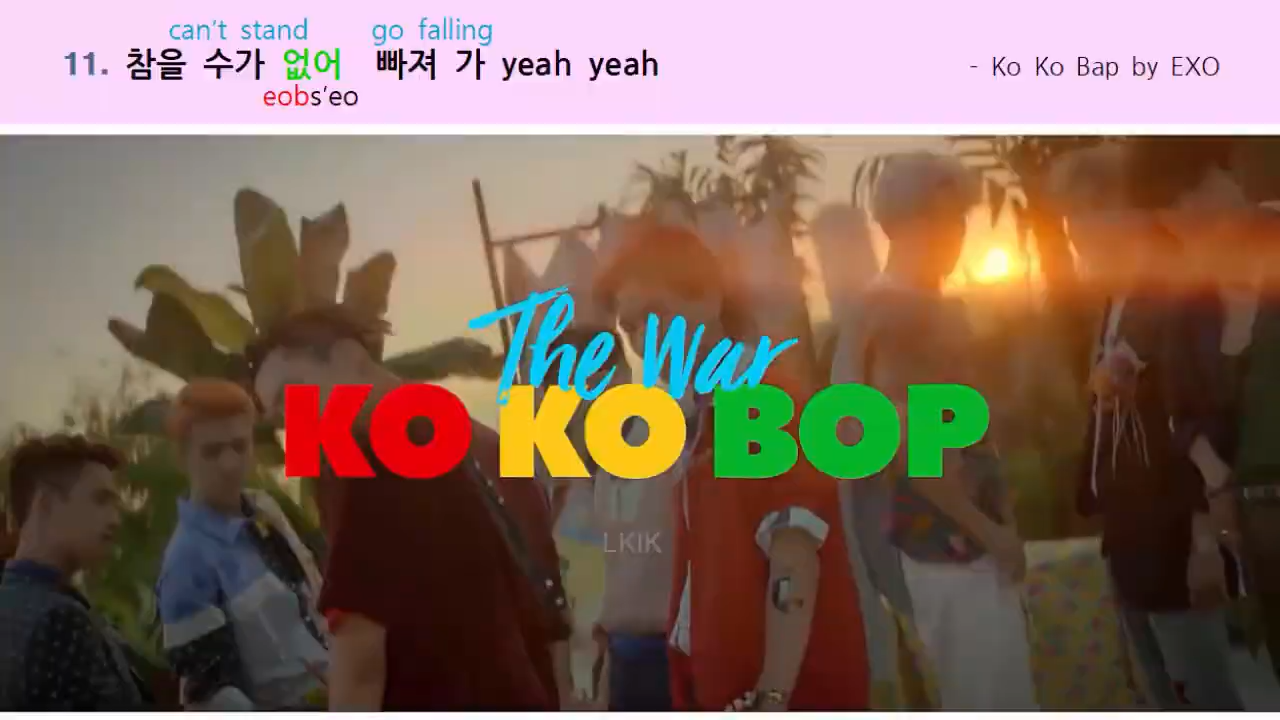 can't stand go falling
11. 참을 수가 없어 빠져 가 yeah yeah
- Ko Ko Bap by EXO
eobs'eo
The War
KO KO BOP
LKIK